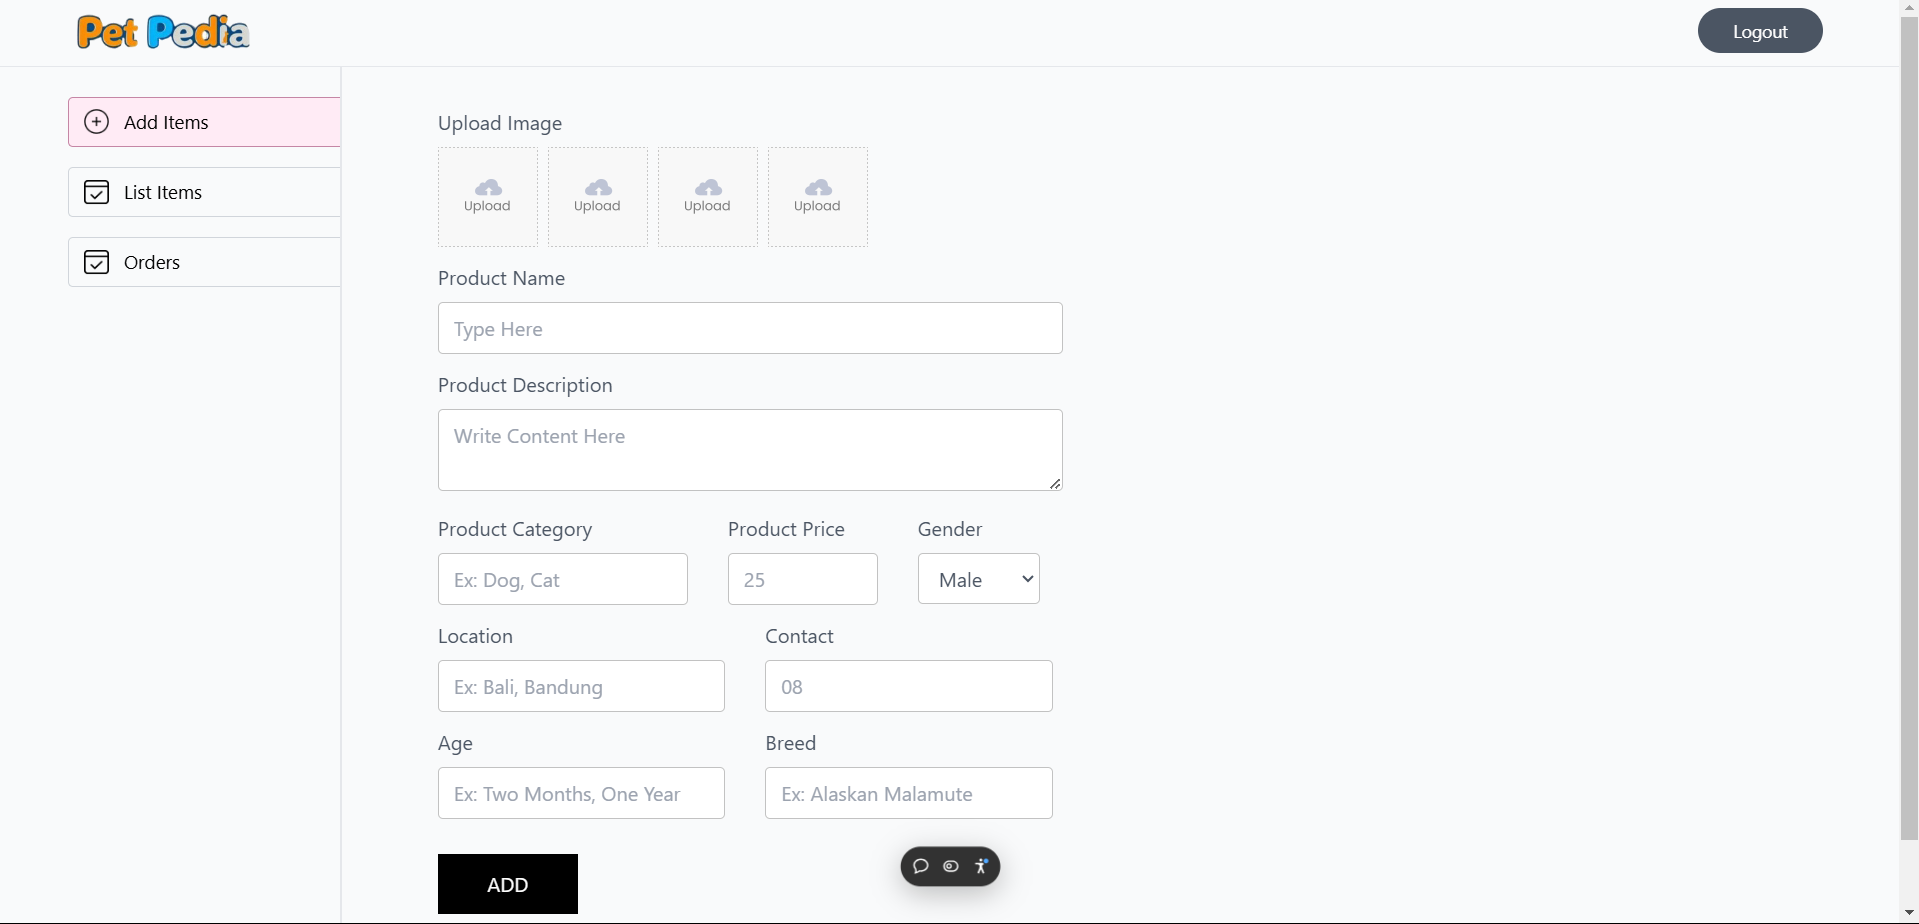 Pet Pedia
Logout
Add Items
List Items
Orders
Upload Image
Upload Upload Upload Upload
Product Name
Type Here
Product Description
Write Content Here
Product Category Product Price Gender
Ex: Dog, Cat 25 Male
Location Contact
Ex: Bali, Bandung 08
Age Breed
Ex: Two Months, One Year Ex: Alaskan Malamute
ADD